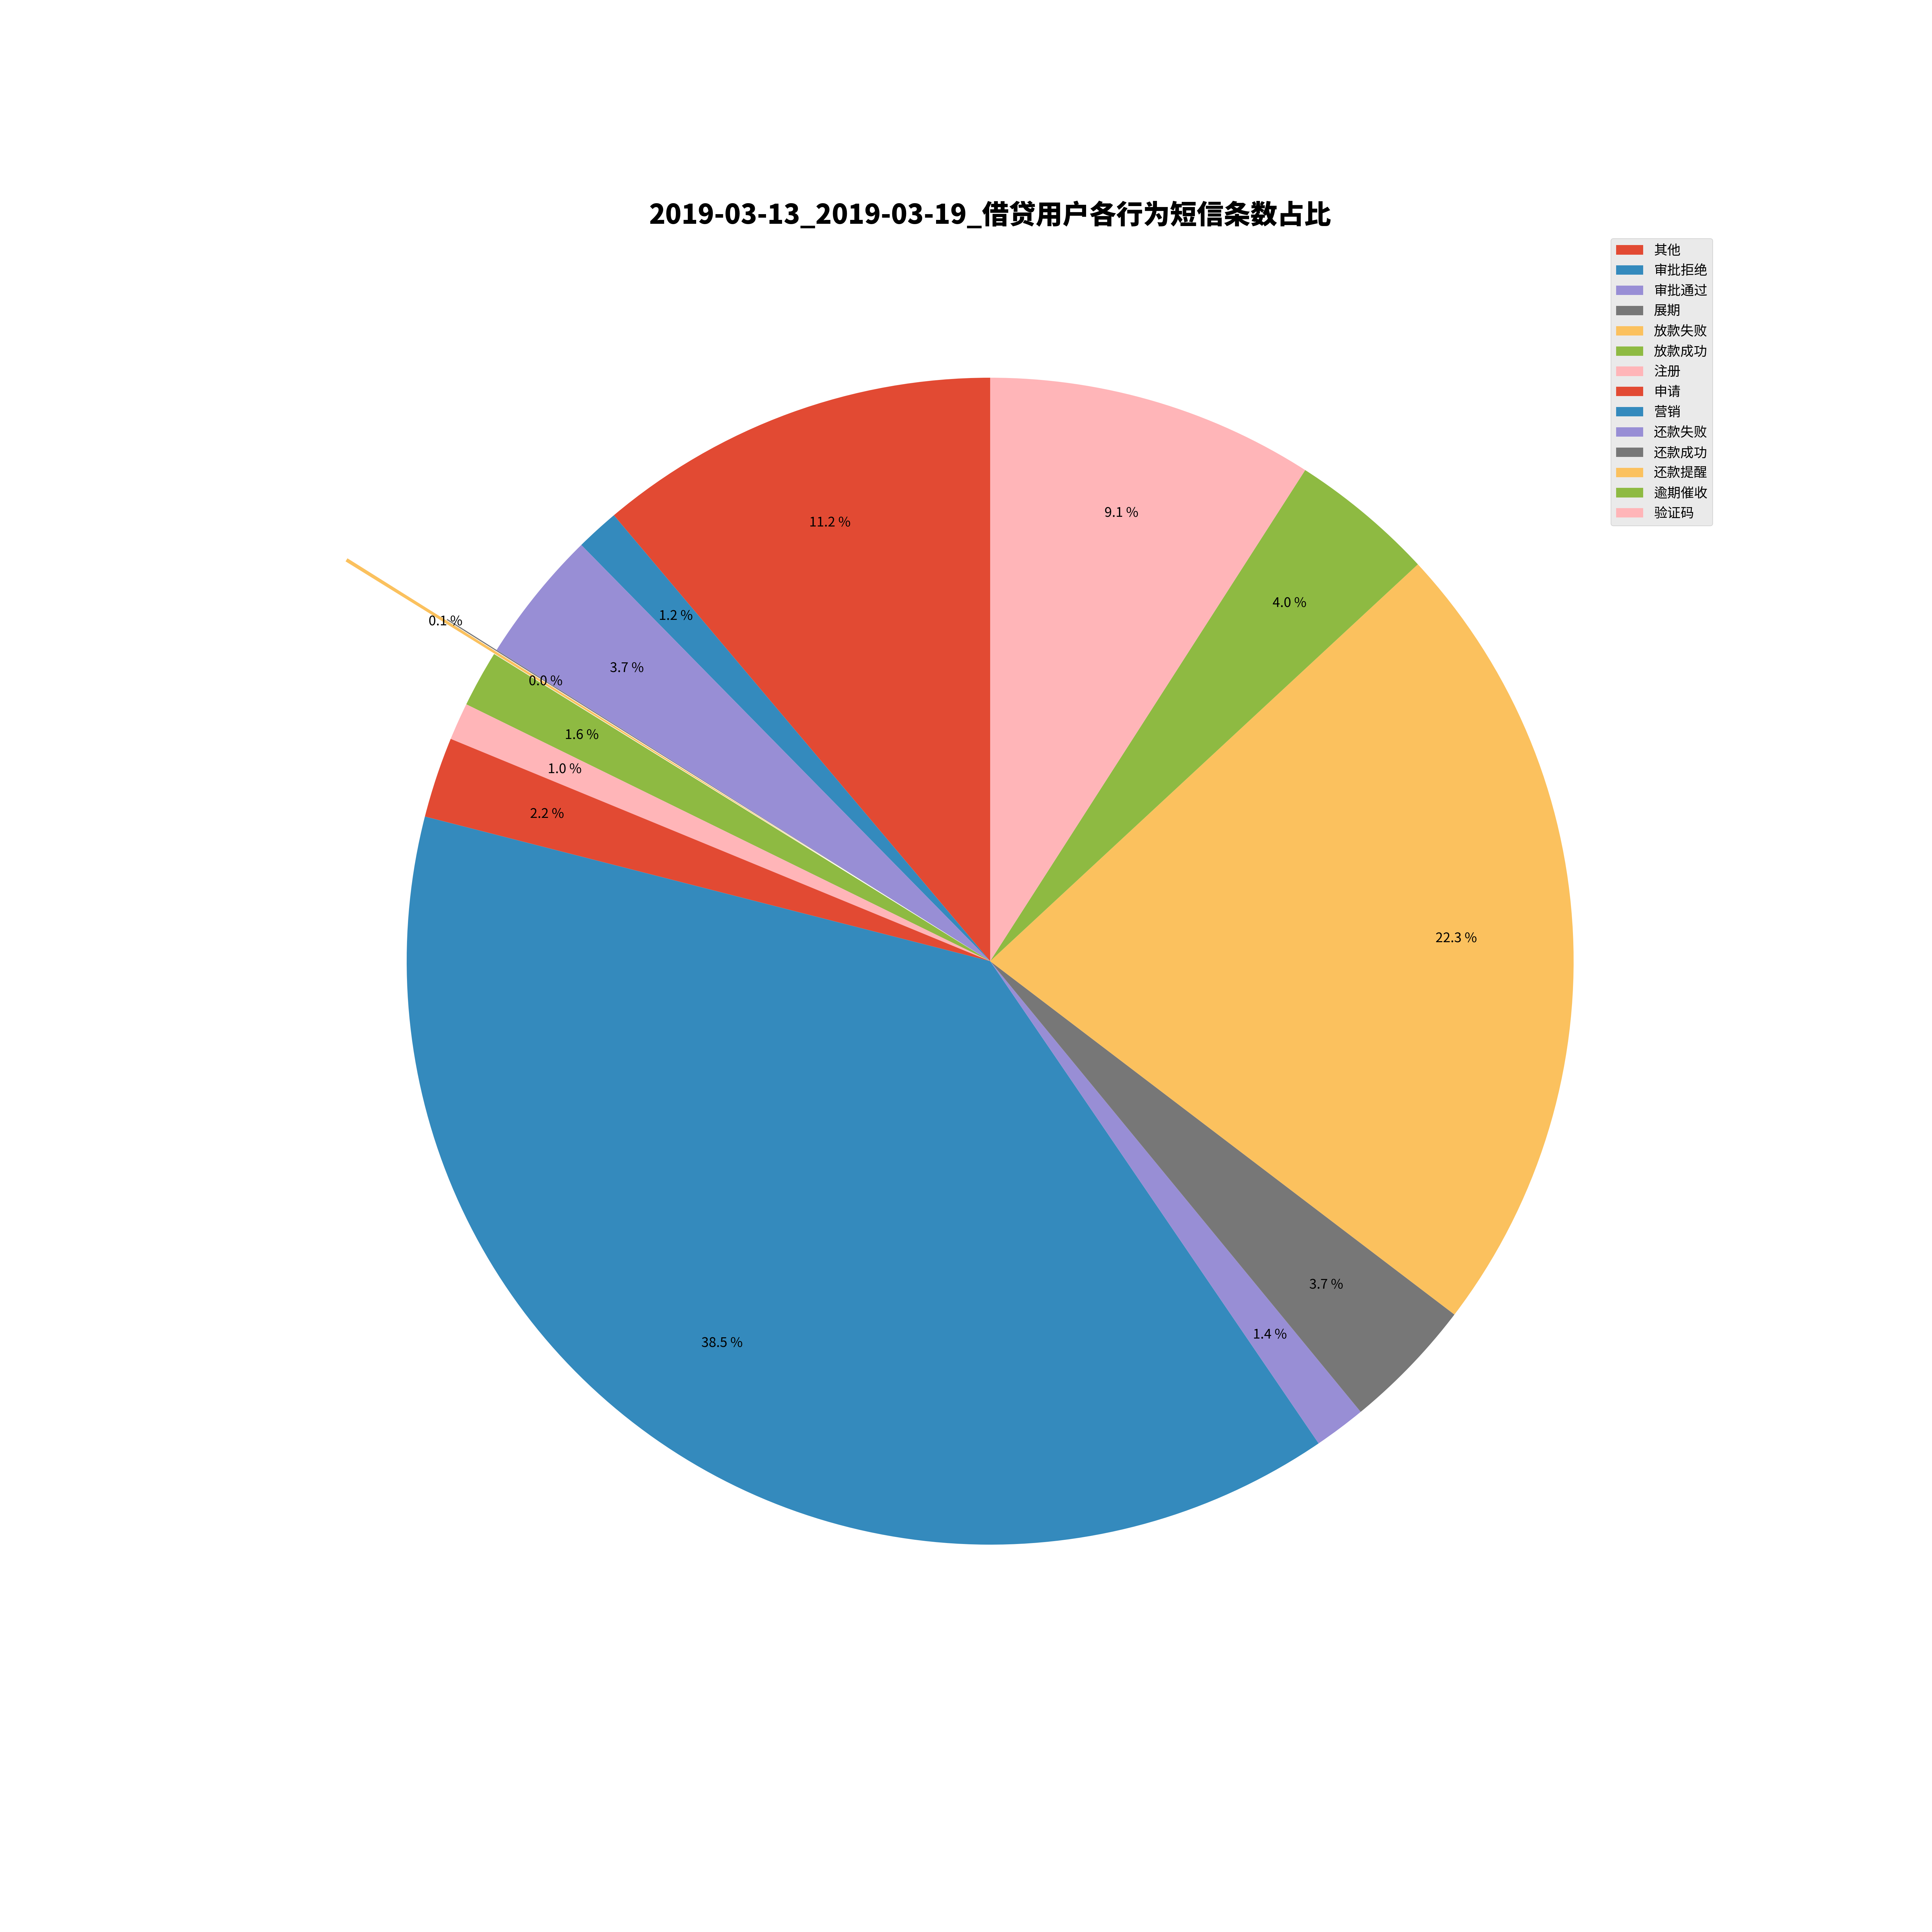 2019-03-13_2019-03-19_借贷用户各行为短信条数占比
其他
审批拒绝
审批通过
展期
放款失败
放款成功
注册
申请
营销
还款失败
还款成功
还款提醒
逾期催收
验证码
9.1 %
11.2 %
4.0 %
1.2 %
0.1 %
3.7 %
0.0 %
1.6 %
1.0 %
2.2 %
22.3 %
3.7 %
1.4 %
38.5 %